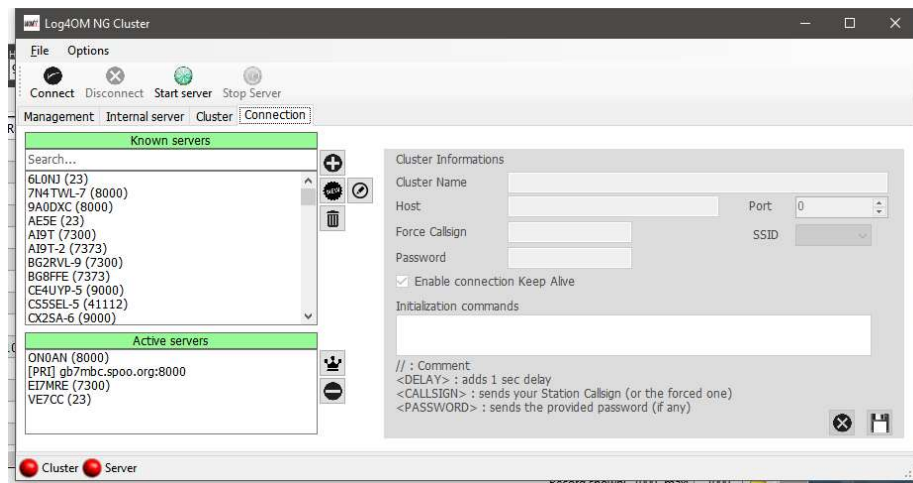 Log4OM NG Cluster
File Options
Connect Disconnect Start server Stop Server
Management Internal server Cluster Connection
Known servers
Search...
6L0NJ (23)
7N4TWL-7 (8000)
9A0DXC (8000)
AE5E (23)
AI9T (7300)
AI9T-2 (7373)
BG2RVL-9 (7300)
BG8FFE (7373)
CE4UYP-5 (9000)
CS5SEL-5 (41112)
CX2SA-6 (9000)
NEW
Active servers
ON0AN (8000)
[PRI] gb7mbc.spoo.org:8000
EI7MRE (7300)
VE7CC (23)
Cluster Informations
Cluster Name
Host Port 0
Force Callsign SSID
Password
Enable connection Keep Alive
Initialization commands
// : Comment
<DELAY> : adds 1 sec delay
<CALLSIGN> : sends your Station Callsign (or the forced one)
<PASSWORD> : sends the provided password (if any)
Cluster Server